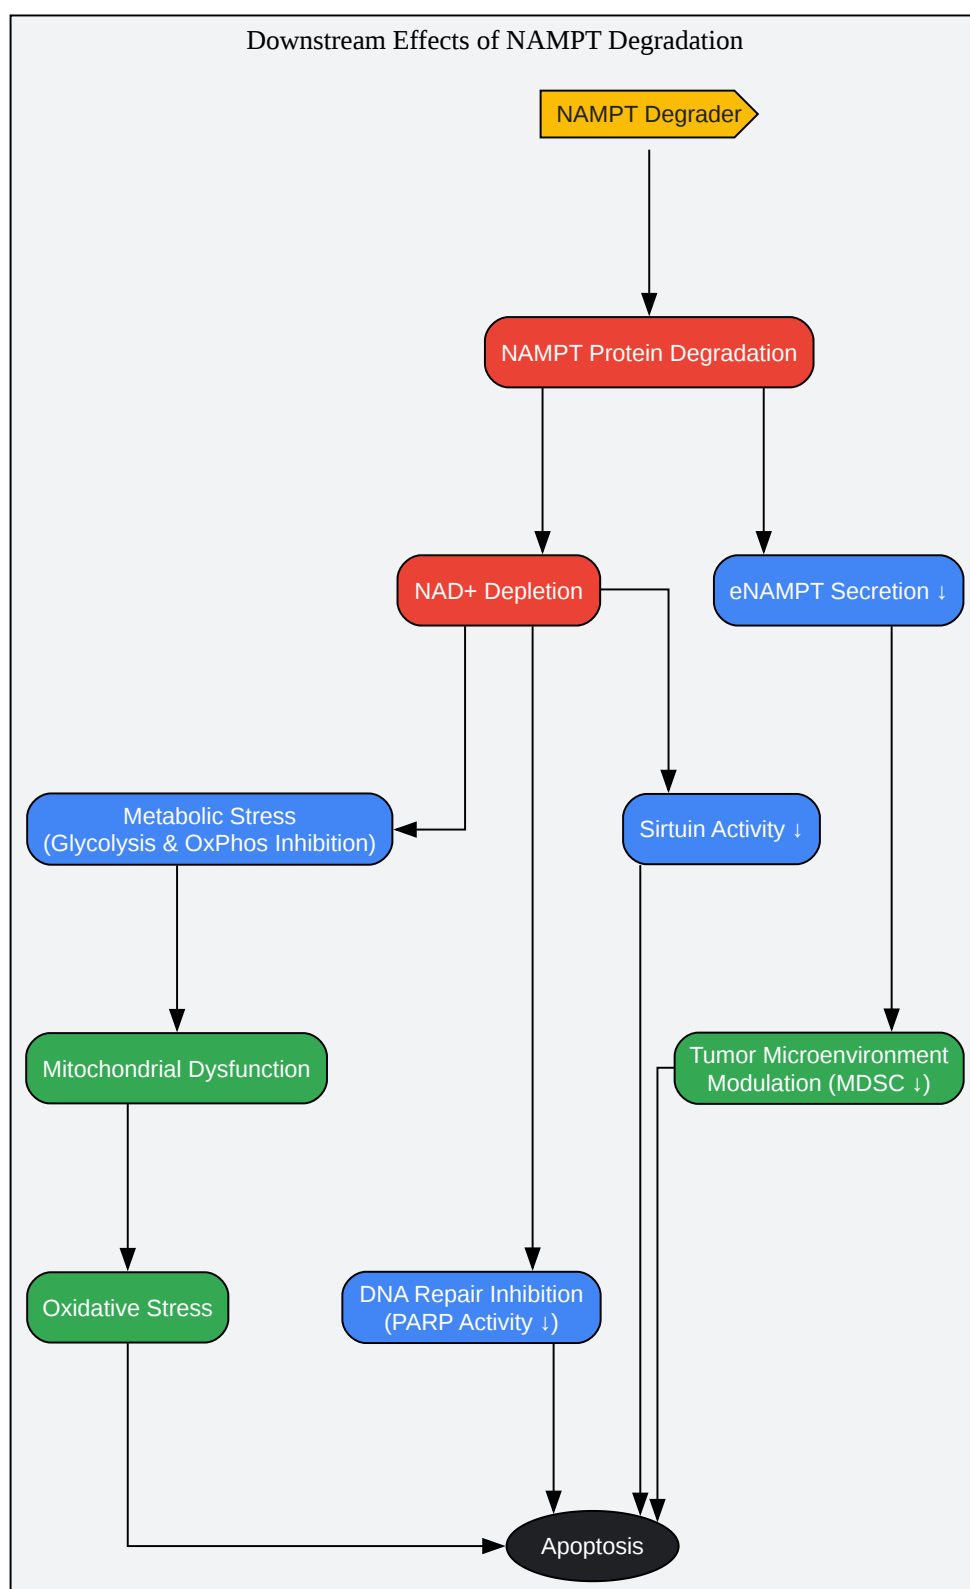 Downstream Effects of NAMPT Degradation
NAMPT Degrader
NAMPT Protein Degradation
NAD+ Depletion
eNAMPT Secretion ↓
Metabolic Stress
(Glycolysis & OxPhos Inhibition)
Sirtuin Activity ↓
Mitochondrial Dysfunction
Tumor Microenvironment
Modulation (MDSC ↓)
Oxidative Stress
DNA Repair Inhibition
(PARP Activity ↓)
Apoptosis